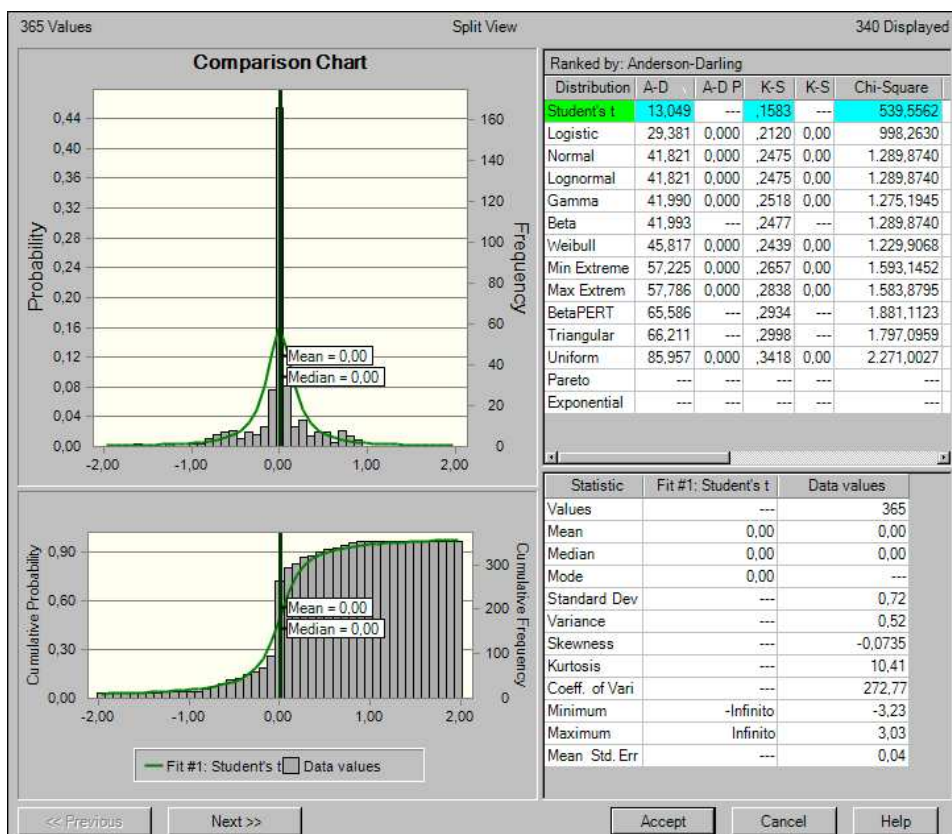 365 Values Split View 340 Displayed
Comparison Chart
0,44
0,40
0,36
0,32
0,28
0,24
0,20
0,16
0,12
0,08
0,04
0,00
Probability
160
140
120
100
80
60
40
20
0
Frequency
Mean = 0,00
Median = 0,00
-2,00 -1,00 0,00 1,00 2,00
Ranked by: Anderson-Darling
Distribution A-D A-D P K-S K-S Chi-Square
Student's t 13,049 --- ,1583 --- 539,5562
Logistic 29,381 0,000 ,2120 0,00 998,2630
Normal 41,821 0,000 ,2475 0,00 1.289,8740
Lognormal 41,821 0,000 ,2475 0,00 1.289,8740
Gamma 41,990 0,000 ,2518 0,00 1.275,1945
Beta 41,993 --- ,2477 --- 1.289,8740
Weibull 45,817 0,000 ,2439 0,00 1.229,9068
Min Extreme 57,225 0,000 ,2657 0,00 1.593,1452
Max Extrem 57,786 0,000 ,2838 0,00 1.583,8795
BetaPERT 65,586 --- ,2934 --- 1.881,1123
Triangular 66,211 --- ,2998 --- 1.797,0959
Uniform 85,957 0,000 ,3418 0,00 2.271,0027
Pareto --- --- --- --- ---
Exponential --- --- --- --- ---
0,90
0,60
0,30
0,00
Cumulative Probability
300
200
100
0
Cumulative Frequency
Mean = 0,00
Median = 0,00
-2,00 -1,00 0,00 1,00 2,00
Fit #1: Student's t Data values
Statistic Fit #1: Student's t Data values
Values --- 365
Mean 0,00 0,00
Median 0,00 0,00
Mode 0,00 ---
Standard Dev --- 0,72
Variance --- 0,52
Skewness --- -0,0735
Kurtosis --- 10,41
Coeff. of Vari --- 272,77
Minimum -Infinito -3,23
Maximum Infinito 3,03
Mean Std. Err --- 0,04
<< Previous Next >> Accept Cancel Help